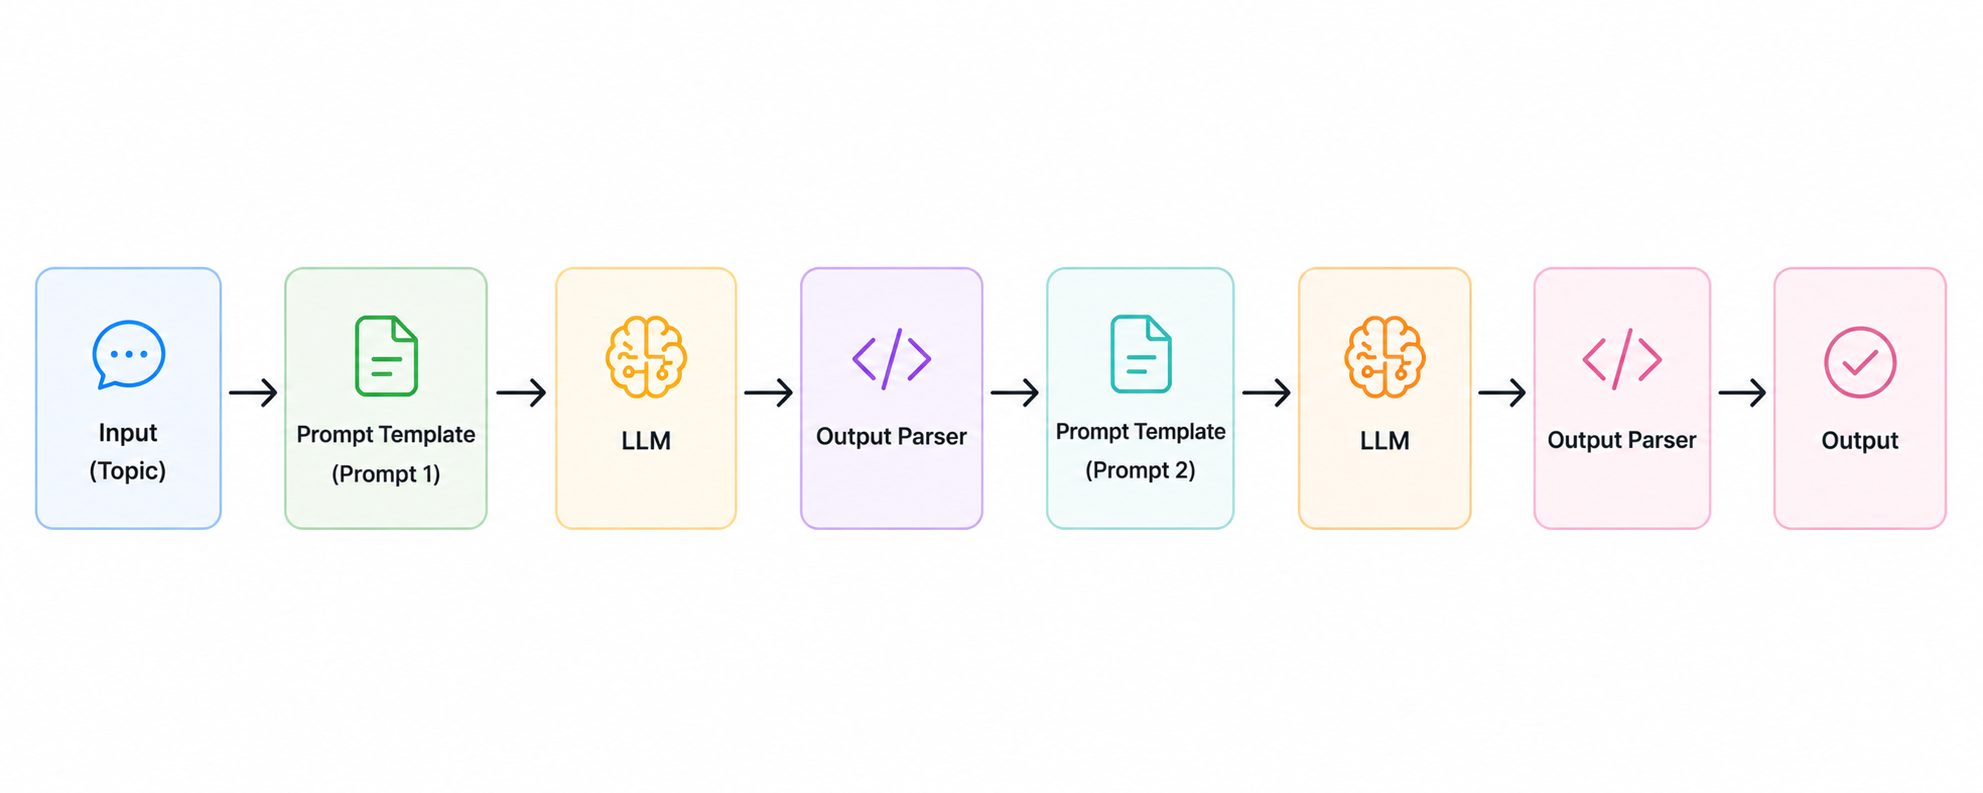 Input
(Topic)
Prompt Template
(Prompt 1)
LLM
Output Parser
Prompt Template
(Prompt 2)
LLM
Output Parser
Output